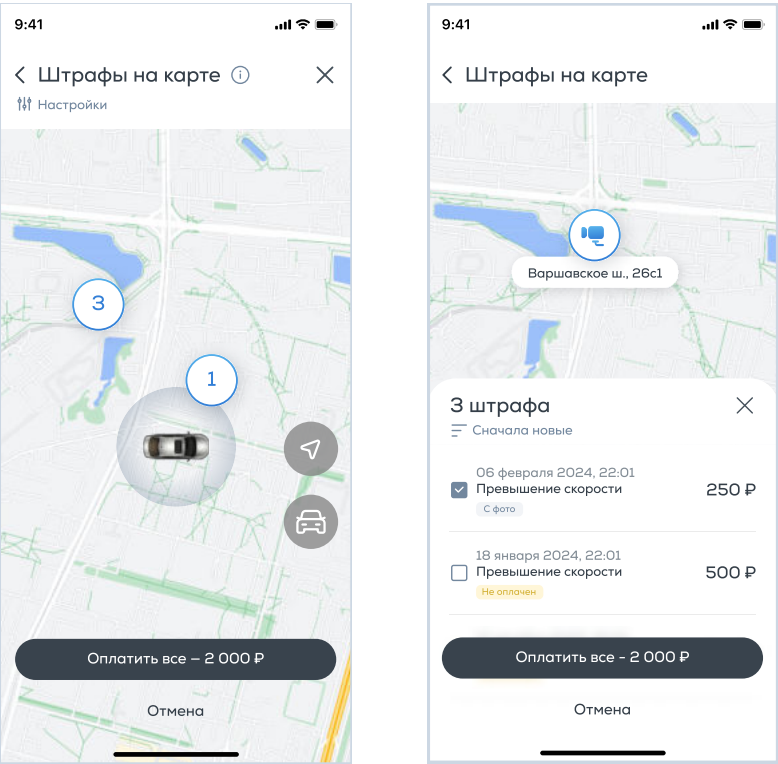 9:41
Штрафы на карте
Настройки
3
1
Оплатить все – 2 000 ₽
Отмена
9:41
Штрафы на карте
Варшавское ш., 26с1
3 штрафа
Сначала новые
06 февраля 2024, 22:01
Превышение скорости
250 ₽
С фото
18 января 2024, 22:01
Превышение скорости
500 ₽
Не оплачен
Оплатить все - 2 000 ₽
Отмена